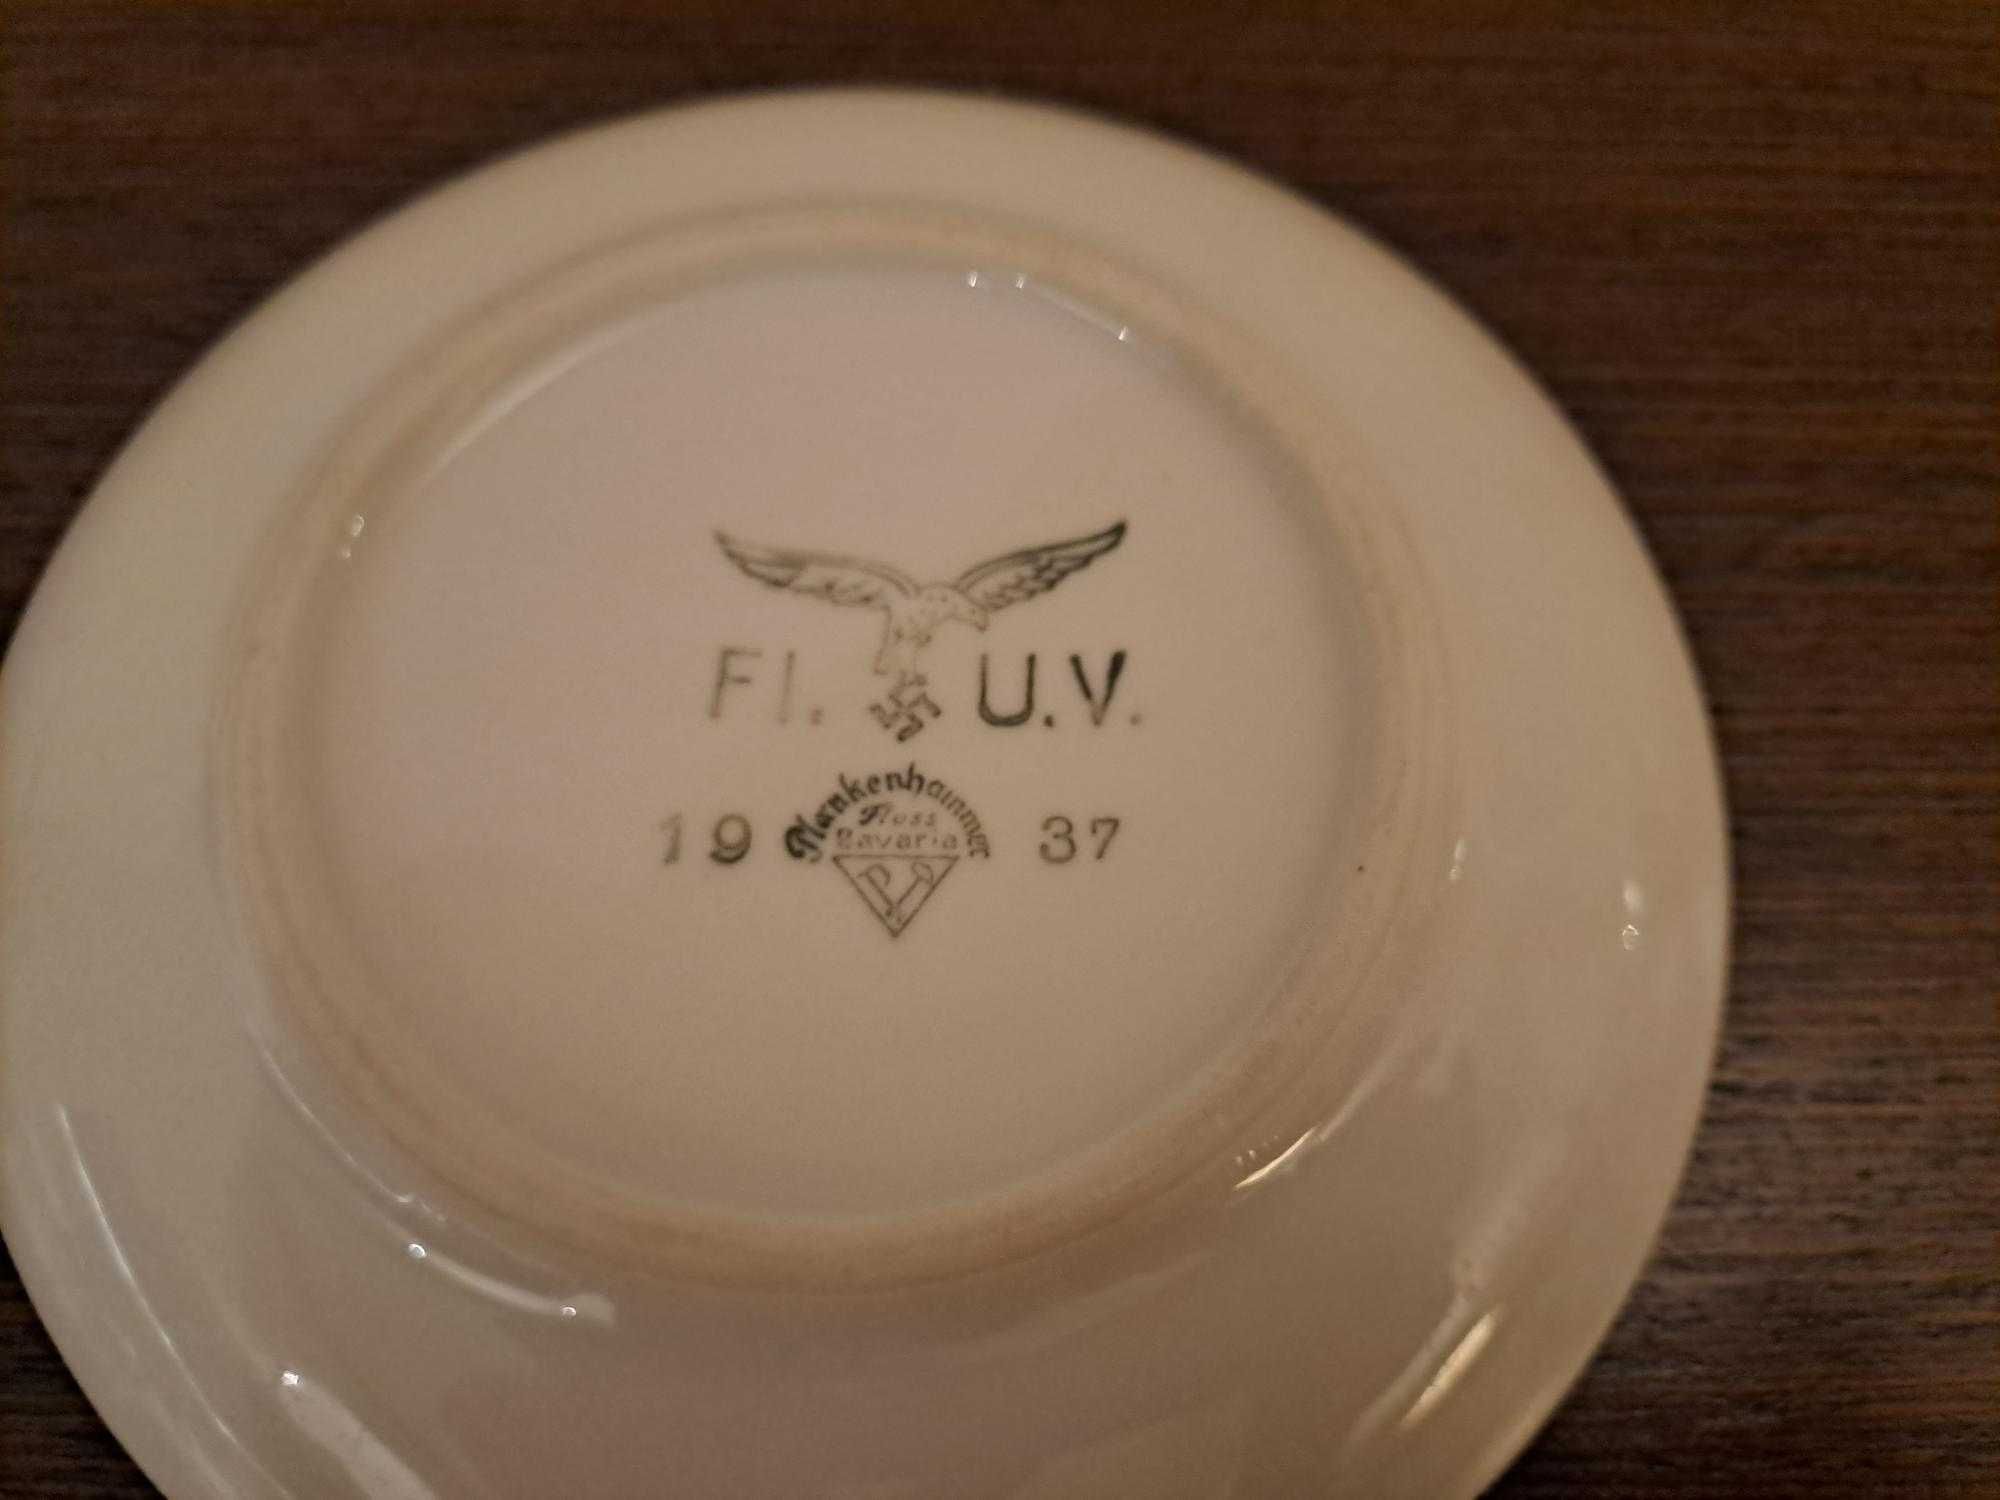 Fl. U.V.
19 37
Plankenhammer
Floss
Bavaria
P.H.